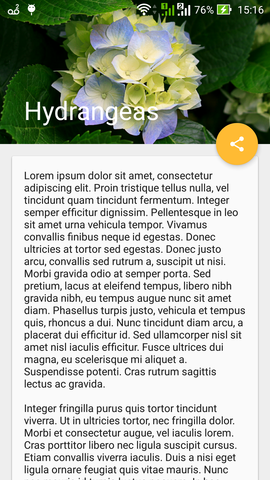 76% 15:16
Hydrangeas
Lorem ipsum dolor sit amet, consectetur
adipiscing elit. Proin tristique tellus nulla, vel
tincidunt quam tincidunt fermentum. Integer
semper efficitur dignissim. Pellentesque in leo
sit amet urna vehicula tempor. Vivamus
convallis finibus neque id egestas. Donec
ultricies at tortor sed egestas. Donec justo
arcu, convallis sed rutrum a, suscipit ut nisi.
Morbi gravida odio at semper porta. Sed
pretium, lacus at eleifend tempus, libero nibh
gravida nibh, eu tempus augue nunc sit amet
diam. Phasellus turpis justo, vehicula et tempus
quis, rhoncus a dui. Nunc tincidunt diam arcu, a
placerat dui efficitur id. Sed ullamcorper nisl sit
amet nisl iaculis efficitur. Fusce ultrices dui
magna, eu scelerisque mi aliquet a.
Suspendisse potenti. Cras rutrum sagittis
lectus ac gravida.
Integer fringilla purus quis tortor tincidunt
viverra. Ut in ultricies tortor, nec fringilla dolor.
Morbi et consectetur diam, vel iaculis lorem.
Cras porttitor libero nec ligula suscipit cursus.
Etiam convallis viverra iaculis. Duis a nisi eget
ligula ornare feugiat quis vitae mauris. Nunc